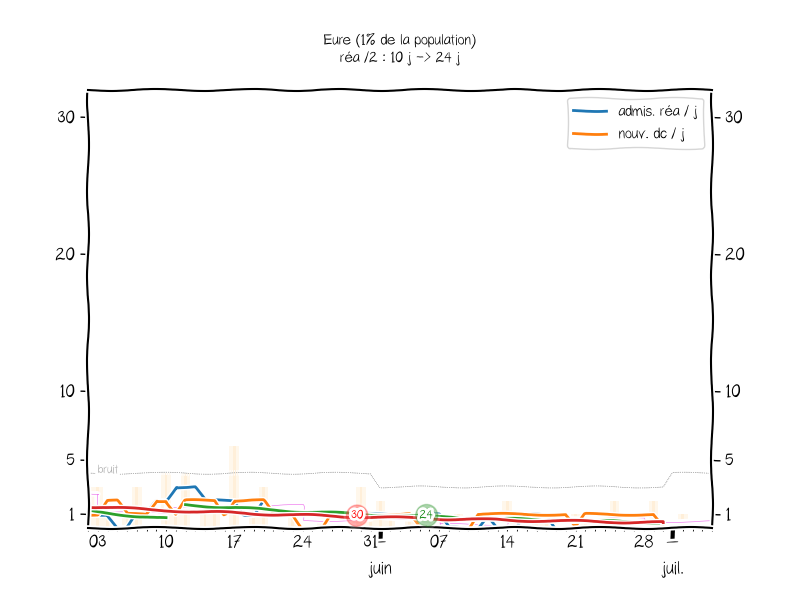 Eure (1% de la population)
réa /2 : 10 j -> 24 j
admis. réa / j
nouv. dc / j
30
20
10
5
1
30
20
10
5
1
bruit
30
24
03 10 17 24 31 07 14 21 28
juin juil.